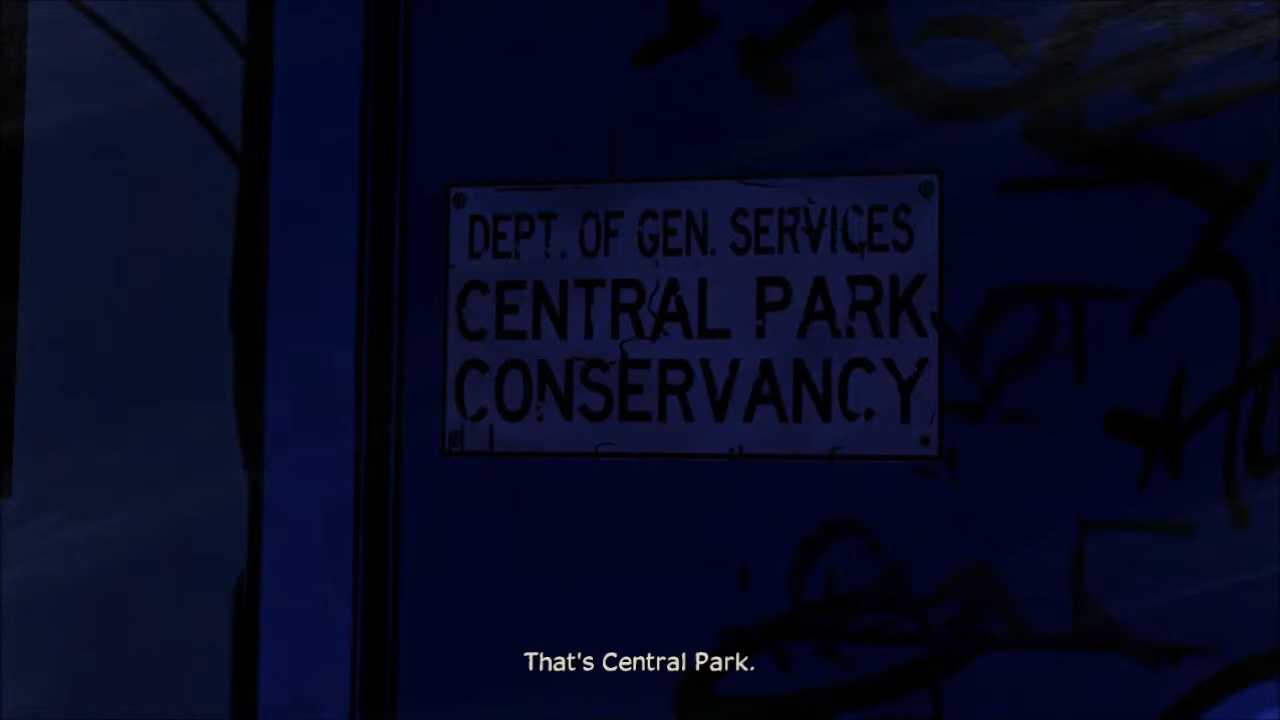 DEPT. OF GEN. SERVICES
CENTRAL PARK
CONSERVANCY
That's Central Park.